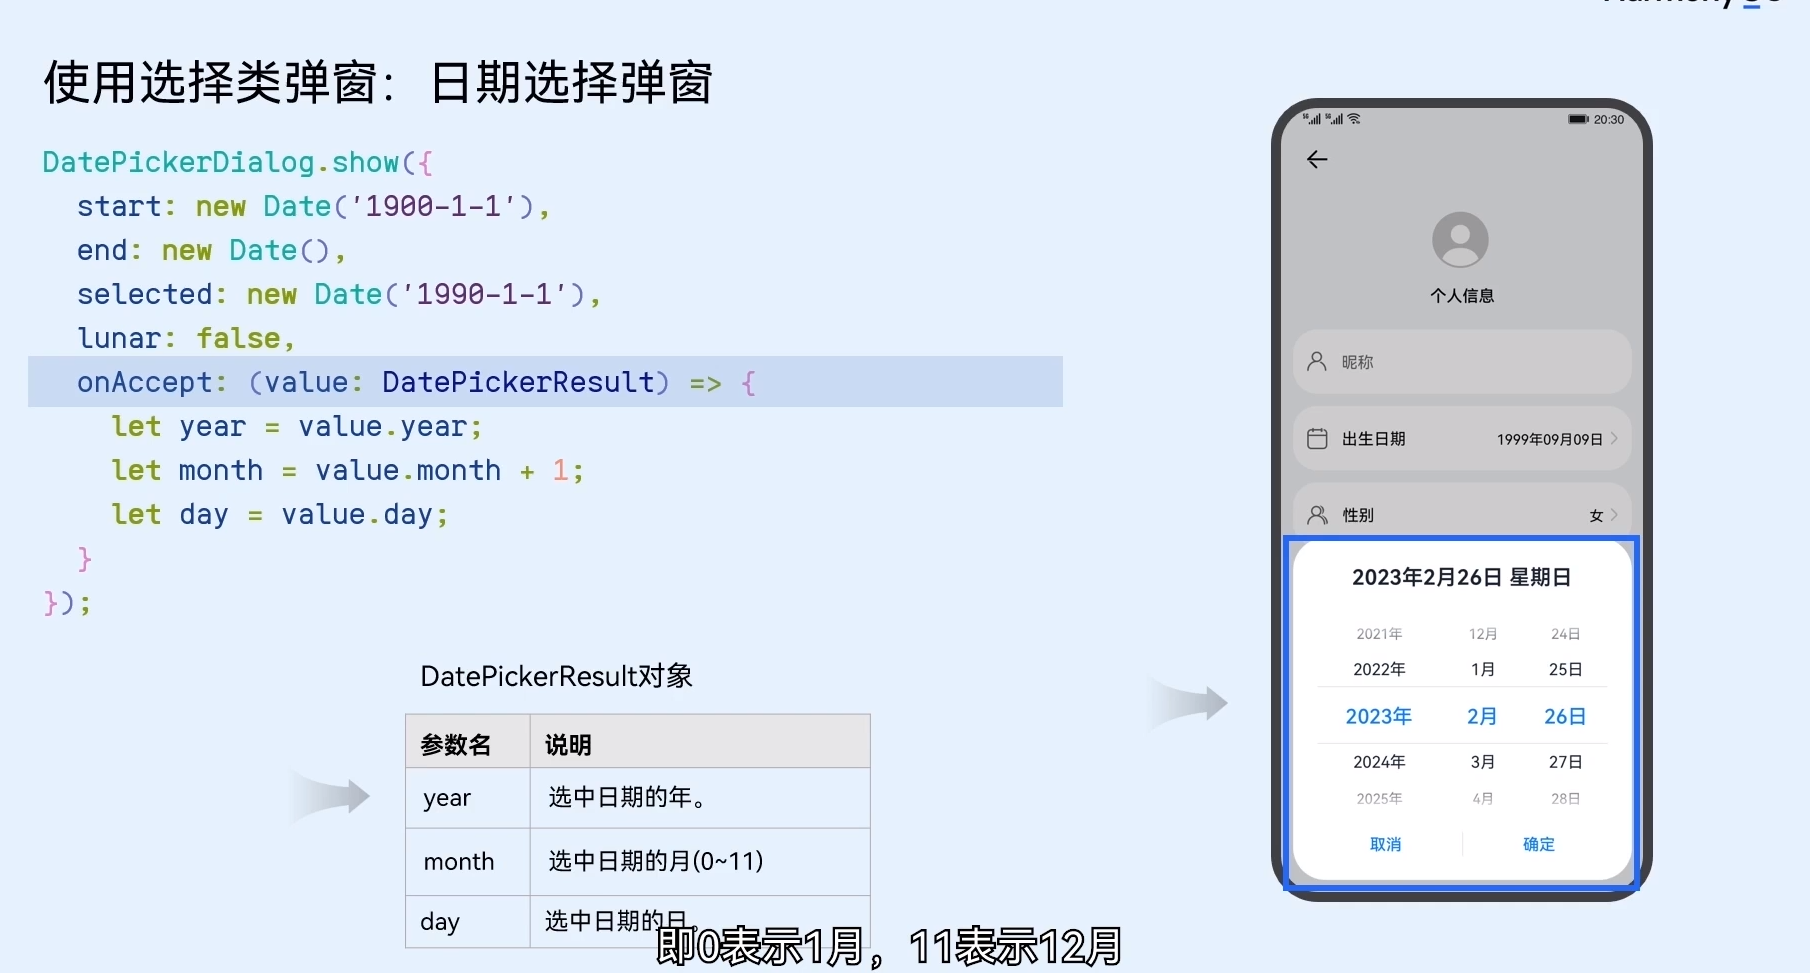 使用选择类弹窗：日期选择弹窗
DatePickerDialog.show({
start: new Date('1900-1-1'),
end: new Date(),
selected: new Date('1990-1-1'),
lunar: false,
onAccept: (value: DatePickerResult) => {
let year = value.year;
let month = value.month + 1;
let day = value.day;
}
});
DatePickerResult对象
参数名 说明
year 选中日期的年。
month 选中日期的月(0~11)
day 选中日期的日。
即0表示1月，11表示12月
20:30
个人信息
昵称
出生日期 1999年09月09日
性别 女
2023年2月26日 星期日
2021年 12月 24日
2022年 1月 25日
2023年 2月 26日
2024年 3月 27日
2025年 4月 28日
取消 确定